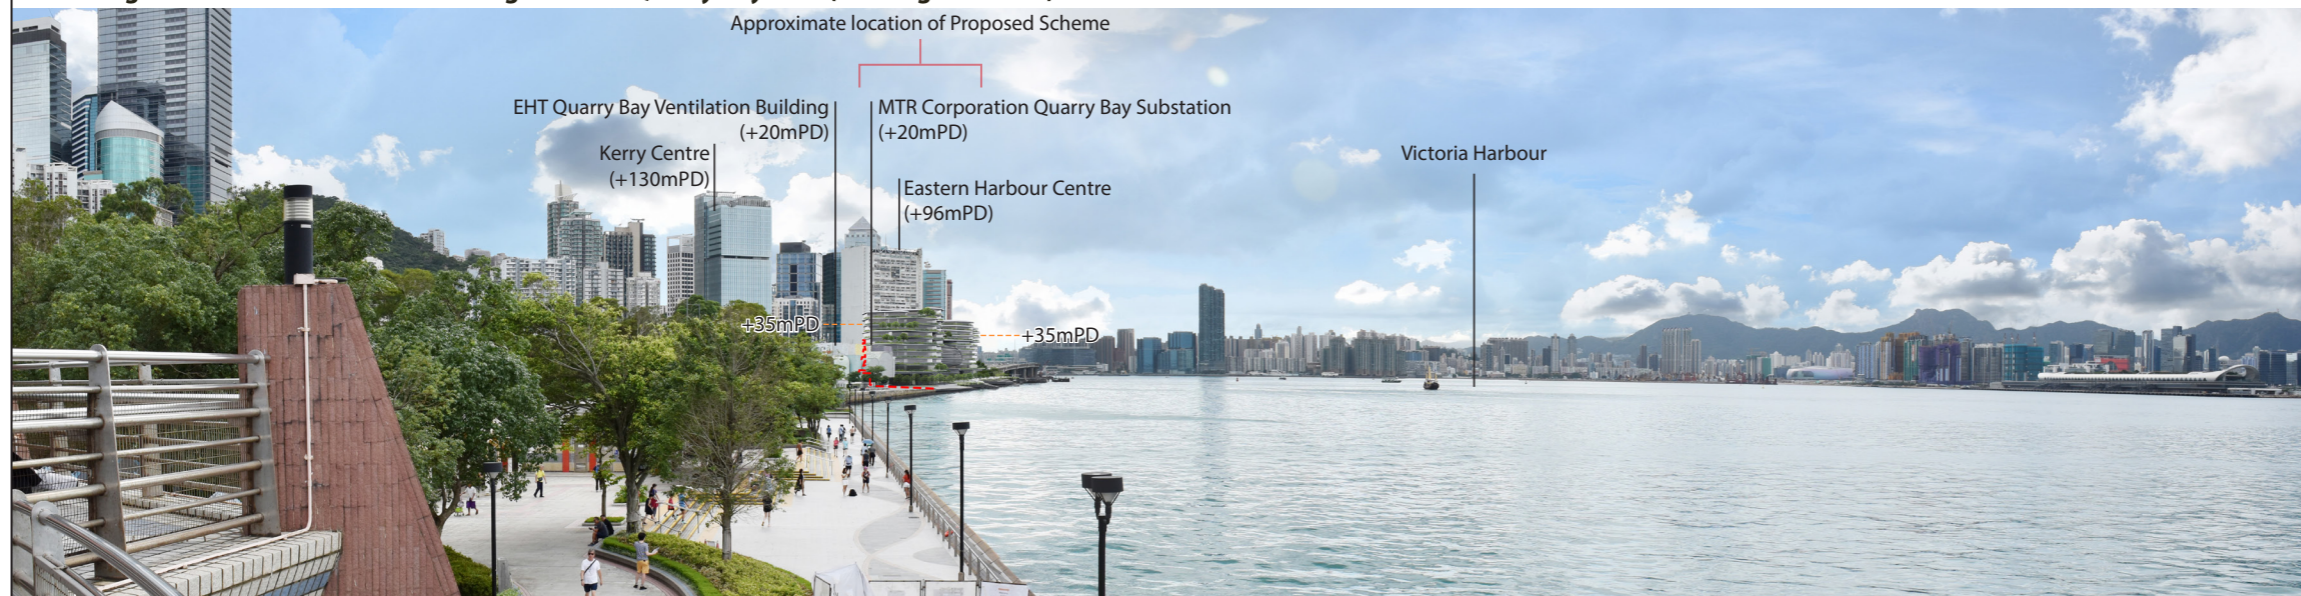 Approximate location of Proposed Scheme
EHT Quarry Bay Ventilation Building
(+20mPD)
MTR Corporation Quarry Bay Substation
(+20mPD)
Kerry Centre
(+130mPD)
Victoria Harbour
Eastern Harbour Centre
(+96mPD)
+35mPD
+35mPD